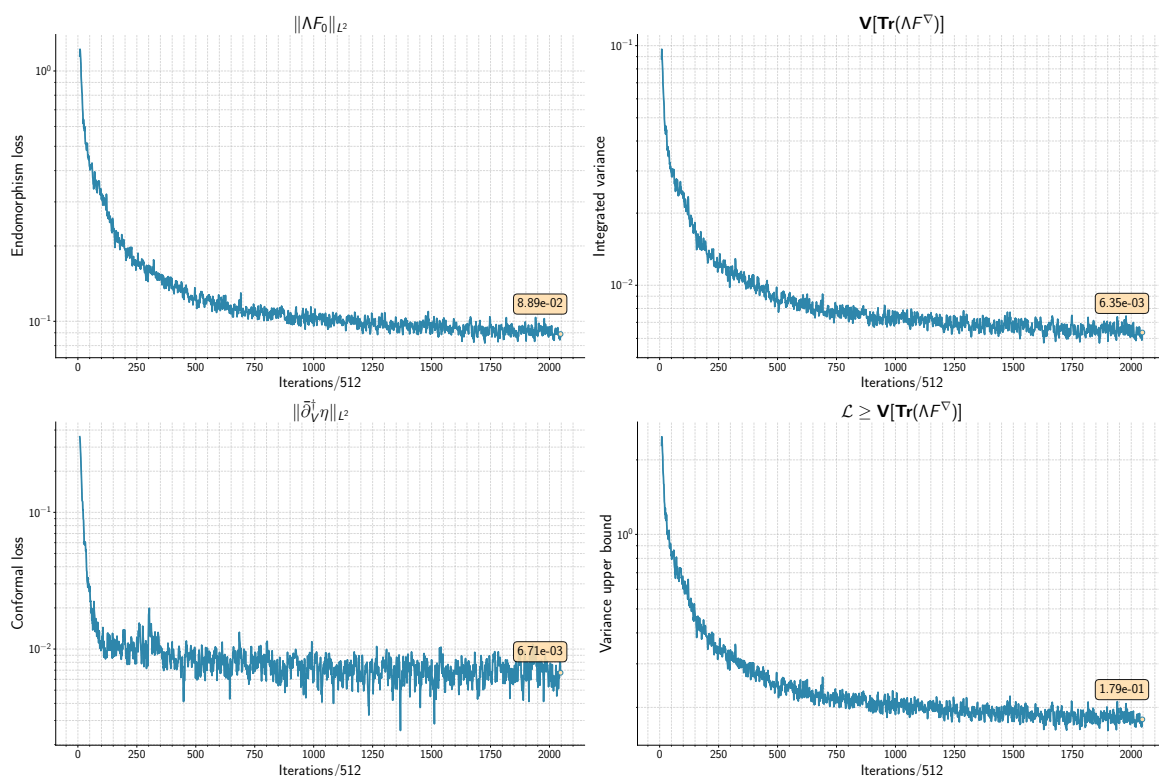 ‖ΛF₀‖_{L²}
10⁰
10⁻¹
Endomorphism loss
8.89e-02
0 250 500 750 1000 1250 1500 1750 2000
Iterations/512
V[Tr(ΛF^∇)]
10⁻¹
10⁻²
Integrated variance
6.35e-03
0 250 500 750 1000 1250 1500 1750 2000
Iterations/512
‖∂̄_V^†η‖_{L²}
10⁻¹
10⁻²
Conformal loss
6.71e-03
0 250 500 750 1000 1250 1500 1750 2000
Iterations/512
ℒ ≥ V[Tr(ΛF^∇)]
10⁰
Variance upper bound
1.79e-01
0 250 500 750 1000 1250 1500 1750 2000
Iterations/512